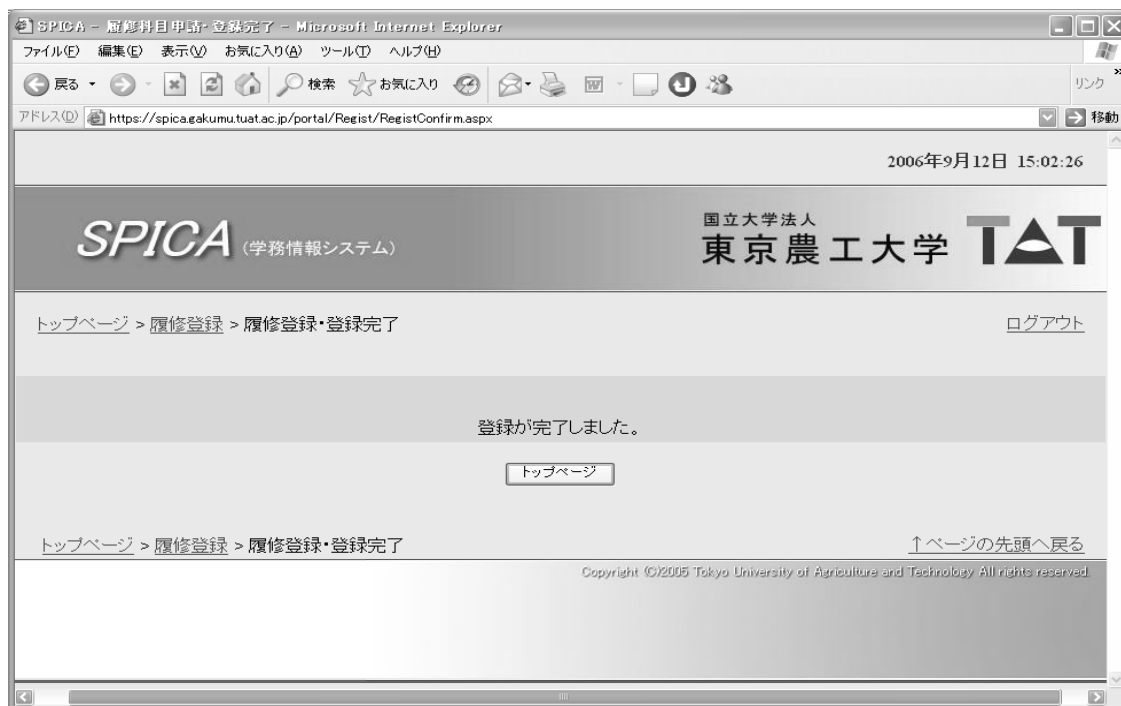 SPICA - 履修科目申請・登録完了 - Microsoft Internet Explorer
ファイル(F) 編集(E) 表示(V) お気に入り(A) ツール(T) ヘルプ(H)
戻る 検索 お気に入り リンク »
アドレス(D) https://spica.gakumu.tuat.ac.jp/portal/Regist/RegistConfirm.aspx 移動
2006年9月12日 15:02:26
SPICA (学務情報システム)
国立大学法人
東京農工大学 TAT
トップページ > 履修登録 > 履修登録・登録完了 ログアウト
登録が完了しました。
トップページ
トップページ > 履修登録 > 履修登録・登録完了 ↑ページの先頭へ戻る
Copyright (C)2005 Tokyo University of Agriculture and Technology All rights reserved.